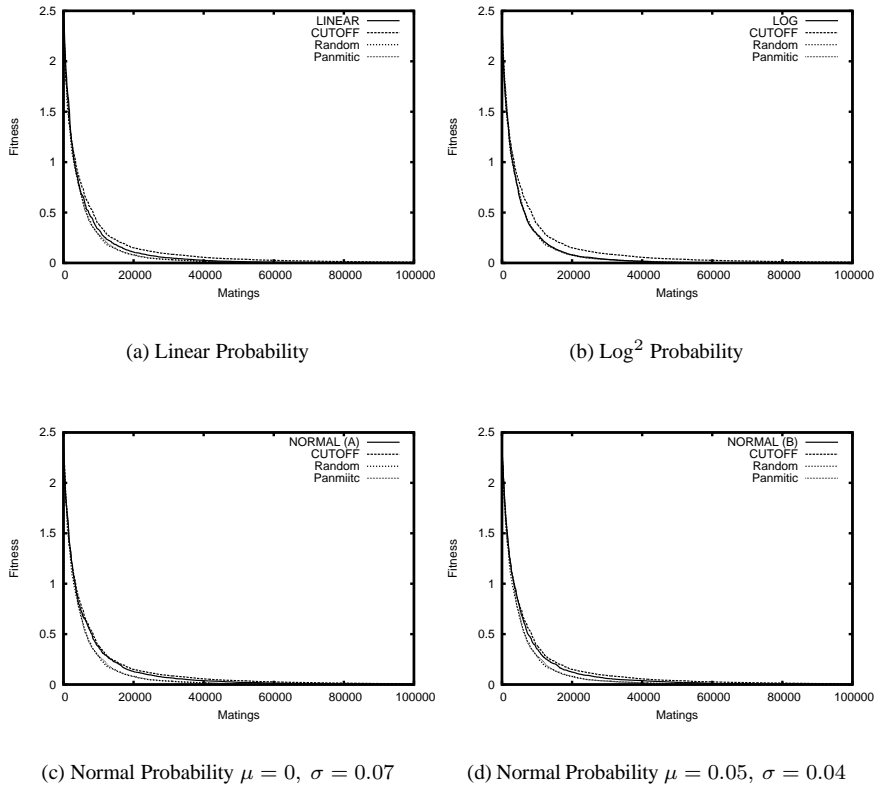 2.5
2
1.5
1
0.5
0
0 20000 40000 60000 80000 100000
Fitness
Matings
LINEAR
CUTOFF
Random
Panmitic
(a) Linear Probability
2.5
2
1.5
1
0.5
0
0 20000 40000 60000 80000 100000
Fitness
Matings
LOG
CUTOFF
Random
Panmitic
(b) Log² Probability
2.5
2
1.5
1
0.5
0
0 20000 40000 60000 80000 100000
Fitness
Matings
NORMAL (A)
CUTOFF
Random
Panmiitc
(c) Normal Probability μ = 0, σ = 0.07
2.5
2
1.5
1
0.5
0
0 20000 40000 60000 80000 100000
Fitness
Matings
NORMAL (B)
CUTOFF
Random
Panmitic
(d) Normal Probability μ = 0.05, σ = 0.04